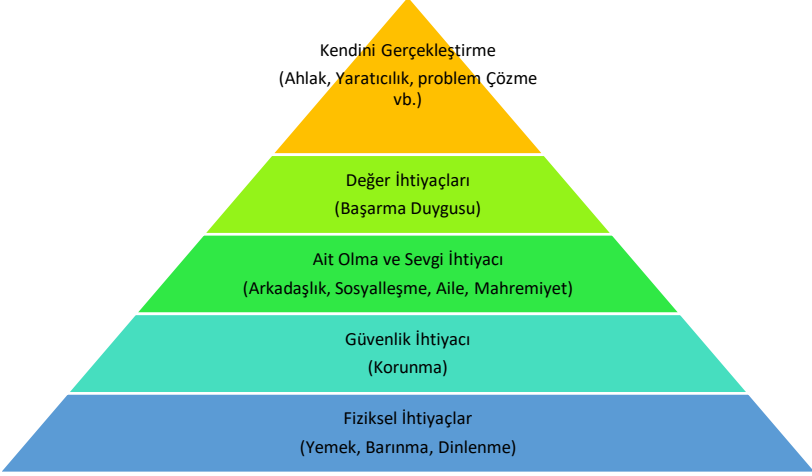 Kendini Gerçekleştirme
(Ahlak, Yaratıcılık, problem Çözme
vb.)
Değer İhtiyaçları
(Başarma Duygusu)
Ait Olma ve Sevgi İhtiyacı
(Arkadaşlık, Sosyalleşme, Aile, Mahremiyet)
Güvenlik İhtiyacı
(Korunma)
Fiziksel İhtiyaçlar
(Yemek, Barınma, Dinlenme)